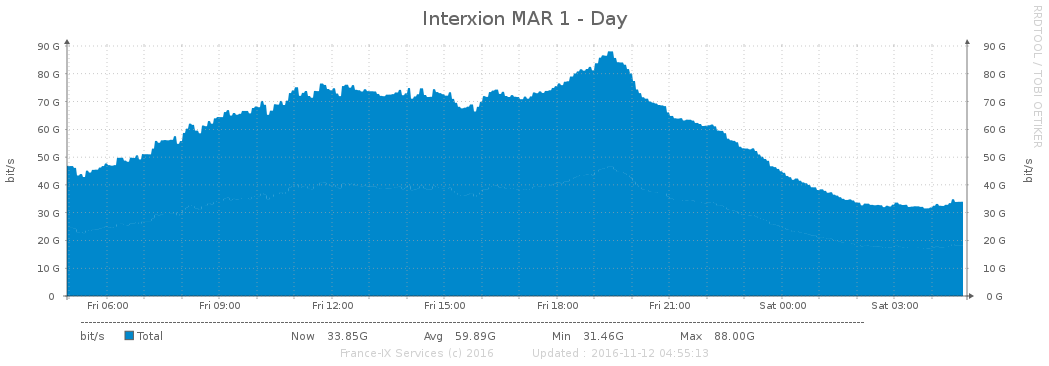 Interxion MAR 1 - Day
RRDTOOL / TOBI OETIKER
90 G 90 G
80 G 80 G
70 G 70 G
60 G 60 G
50 G 50 G
40 G 40 G
30 G 30 G
20 G 20 G
10 G 10 G
0 0 G
bit/s
bit/s
Fri 06:00 Fri 09:00 Fri 12:00 Fri 15:00 Fri 18:00 Fri 21:00 Sat 00:00 Sat 03:00
bit/s Total Now 33.85G Avg 59.89G Min 31.46G Max 88.00G
France-IX Services (c) 2016 Updated : 2016-11-12 04:55:13